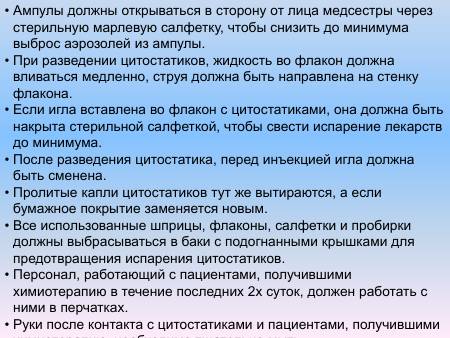 • Ампулы должны открываться в сторону от лица медсестры через
стерильную марлевую салфетку, чтобы снизить до минимума
выброс аэрозолей из ампулы.
• При разведении цитостатиков, жидкость во флакон должна
вливаться медленно, струя должна быть направлена на стенку
флакона.
• Если игла вставлена во флакон с цитостатиками, она должна быть
накрыта стерильной салфеткой, чтобы свести испарение лекарств
до минимума.
• После разведения цитостатика, перед инъекцией игла должна
быть сменена.
• Пролитые капли цитостатиков тут же вытираются, а если
бумажное покрытие заменяется новым.
• Все использованные шприцы, флаконы, салфетки и пробирки
должны выбрасываться в баки с подогнанными крышками для
предотвращения испарения цитостатиков.
• Персонал, работающий с пациентами, получившими
химиотерапию в течение последних 2х суток, должен работать с
ними в перчатках.
• Руки после контакта с цитостатиками и пациентами, получившими